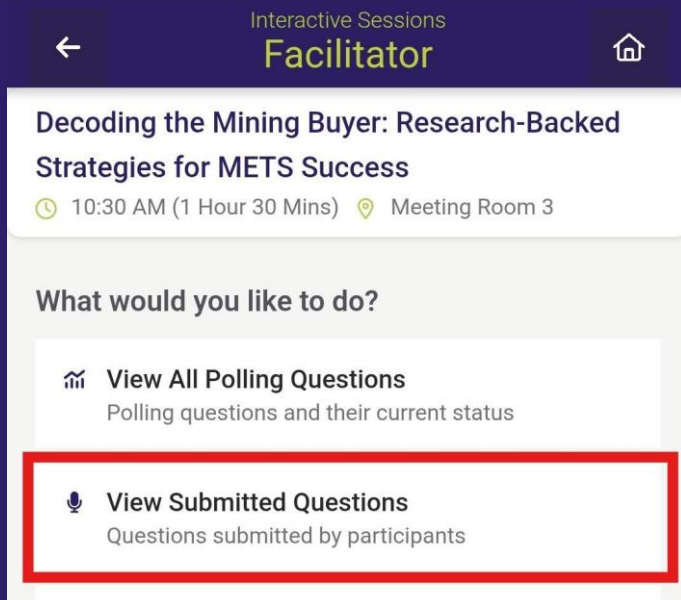 Interactive Sessions
Facilitator
Decoding the Mining Buyer: Research-Backed
Strategies for METS Success
10:30 AM (1 Hour 30 Mins) Meeting Room 3
What would you like to do?
View All Polling Questions
Polling questions and their current status
View Submitted Questions
Questions submitted by participants